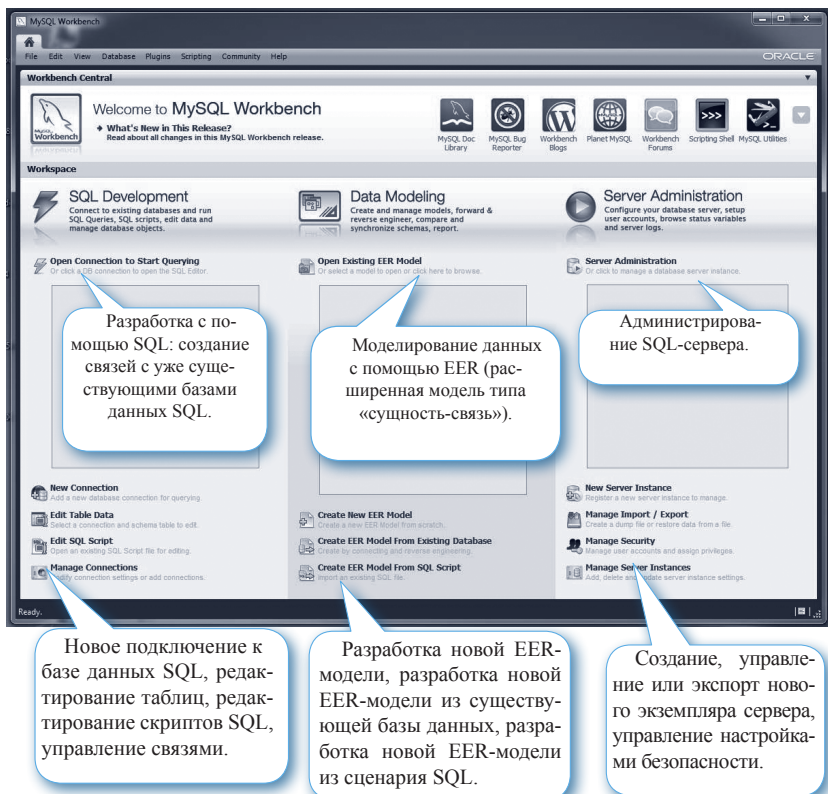 MySQL Workbench
File Edit View Database Plugins Scripting Community Help
ORACLE
Workbench Central
Welcome to MySQL Workbench
What's New in This Release?
Read about all changes in this MySQL Workbench release.
MySQL Workbench
MySQL Doc Library
MySQL Bug Reporter
Workbench Blogs
Planet MySQL
Workbench Forums
Scripting Shell
MySQL Utilities
Workspace
SQL Development
Connect to existing databases and run
SQL Queries, SQL scripts, edit data and
manage database objects.
Open Connection to Start Querying
Or click a DB connection to open the SQL Editor.
Разработка с по-
мощью SQL: создание
связей с уже суще-
ствующими базами
данных SQL.
New Connection
Add a new database connection for querying.
Edit Table Data
Select a connection and schema table to edit.
Edit SQL Script
Open an existing SQL Script file for editing.
Manage Connections
Modify connection settings or add connections.
Data Modeling
Create and manage models, forward &
reverse engineer, compare and
synchronize schemas, report.
Open Existing EER Model
Or select a model to open or click here to browse.
Моделирование данных
с помощью EER (рас-
ширенная модель типа
«сущность-связь»).
Create New EER Model
Create a new EER Model from scratch.
Create EER Model From Existing Database
Create by connecting and reverse engineering.
Create EER Model From SQL Script
Import an existing SQL file.
Server Administration
Configure your database server, setup
user accounts, browse status variables
and server logs.
Server Administration
Or click to manage a database server instance.
Администрирова-
ние SQL-сервера.
New Server Instance
Register a new server instance to manage.
Manage Import / Export
Create a dump file or restore data from a file.
Manage Security
Manage user accounts and assign privileges.
Manage Server Instances
Add, delete and update server instance settings.
Ready.
Новое подключение к
базе данных SQL, редак-
тирование таблиц, редак-
тирование скриптов SQL,
управление связями.
Разработка новой EER-
модели, разработка новой
EER-модели из существу-
ющей базы данных, разра-
ботка новой EER-модели
из сценария SQL.
Создание, управле-
ние или экспорт ново-
го экземпляра сервера,
управление настройка-
ми безопасности.